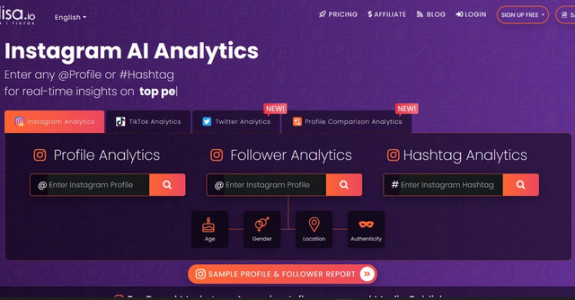 lisa.io
English
PRICING
$ AFFILIATE
BLOG
LOGIN
SIGN UP FREE
Instagram AI Analytics
Enter any @Profile or #Hashtag
for real-time insights on top pe|
Instagram Analytics
TikTok Analytics
Twitter Analytics
NEW!
Profile Comparison Analytics
NEW!
Profile Analytics
@ Enter Instagram Profile
Follower Analytics
@ Enter Instagram Profile
Hashtag Analytics
# Enter Instagram Hashtag
Age
Gender
Location
Authenticity
SAMPLE PROFILE & FOLLOWER REPORT